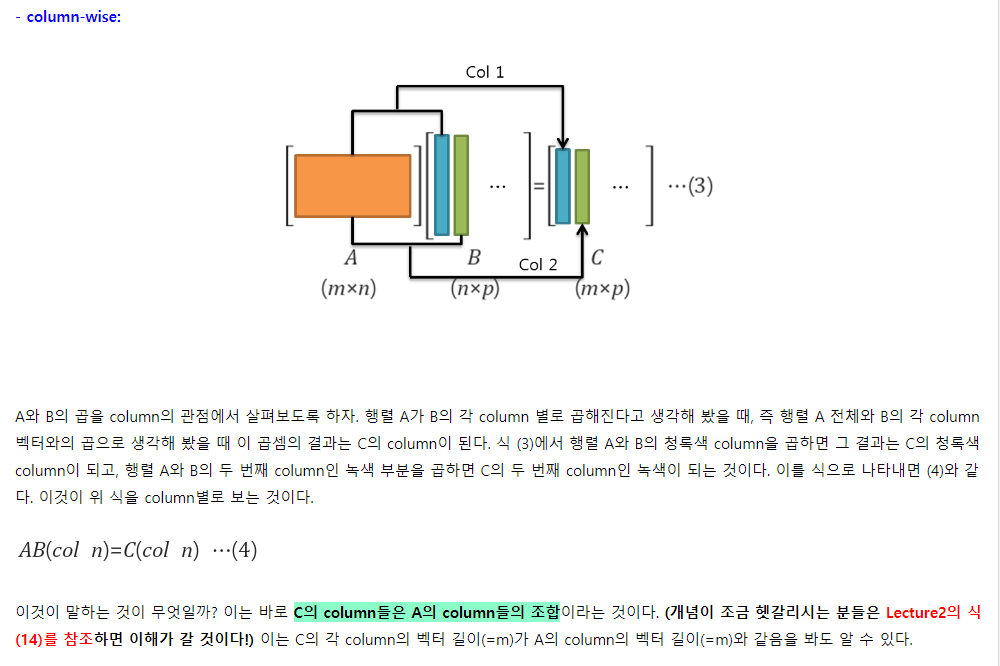 - column-wise:
Col 1
[ ][ ⋯ ]=[ ⋯ ] ⋯(3)
A B Col 2 C
(m×n) (n×p) (m×p)
A와 B의 곱을 column의 관점에서 살펴보도록 하자. 행렬 A가 B의 각 column 별로 곱해진다고 생각해 봤을 때, 즉 행렬 A 전체와 B의 각 column
벡터와의 곱으로 생각해 봤을 때 이 곱셈의 결과는 C의 column이 된다. 식 (3)에서 행렬 A와 B의 청록색 column을 곱하면 그 결과는 C의 청록색
column이 되고, 행렬 A와 B의 두 번째 column인 녹색 부분을 곱하면 C의 두 번째 column인 녹색이 되는 것이다. 이를 식으로 나타내면 (4)와 같
다. 이것이 위 식을 column별로 보는 것이다.
AB(col n)=C(col n) ⋯(4)
이것이 말하는 것이 무엇일까? 이는 바로 C의 column들은 A의 column들의 조합이라는 것이다. (개념이 조금 헷갈리시는 분들은 Lecture2의 식
(14)를 참조하면 이해가 갈 것이다!) 이는 C의 각 column의 벡터 길이(=m)가 A의 column의 벡터 길이(=m)와 같음을 봐도 알 수 있다.